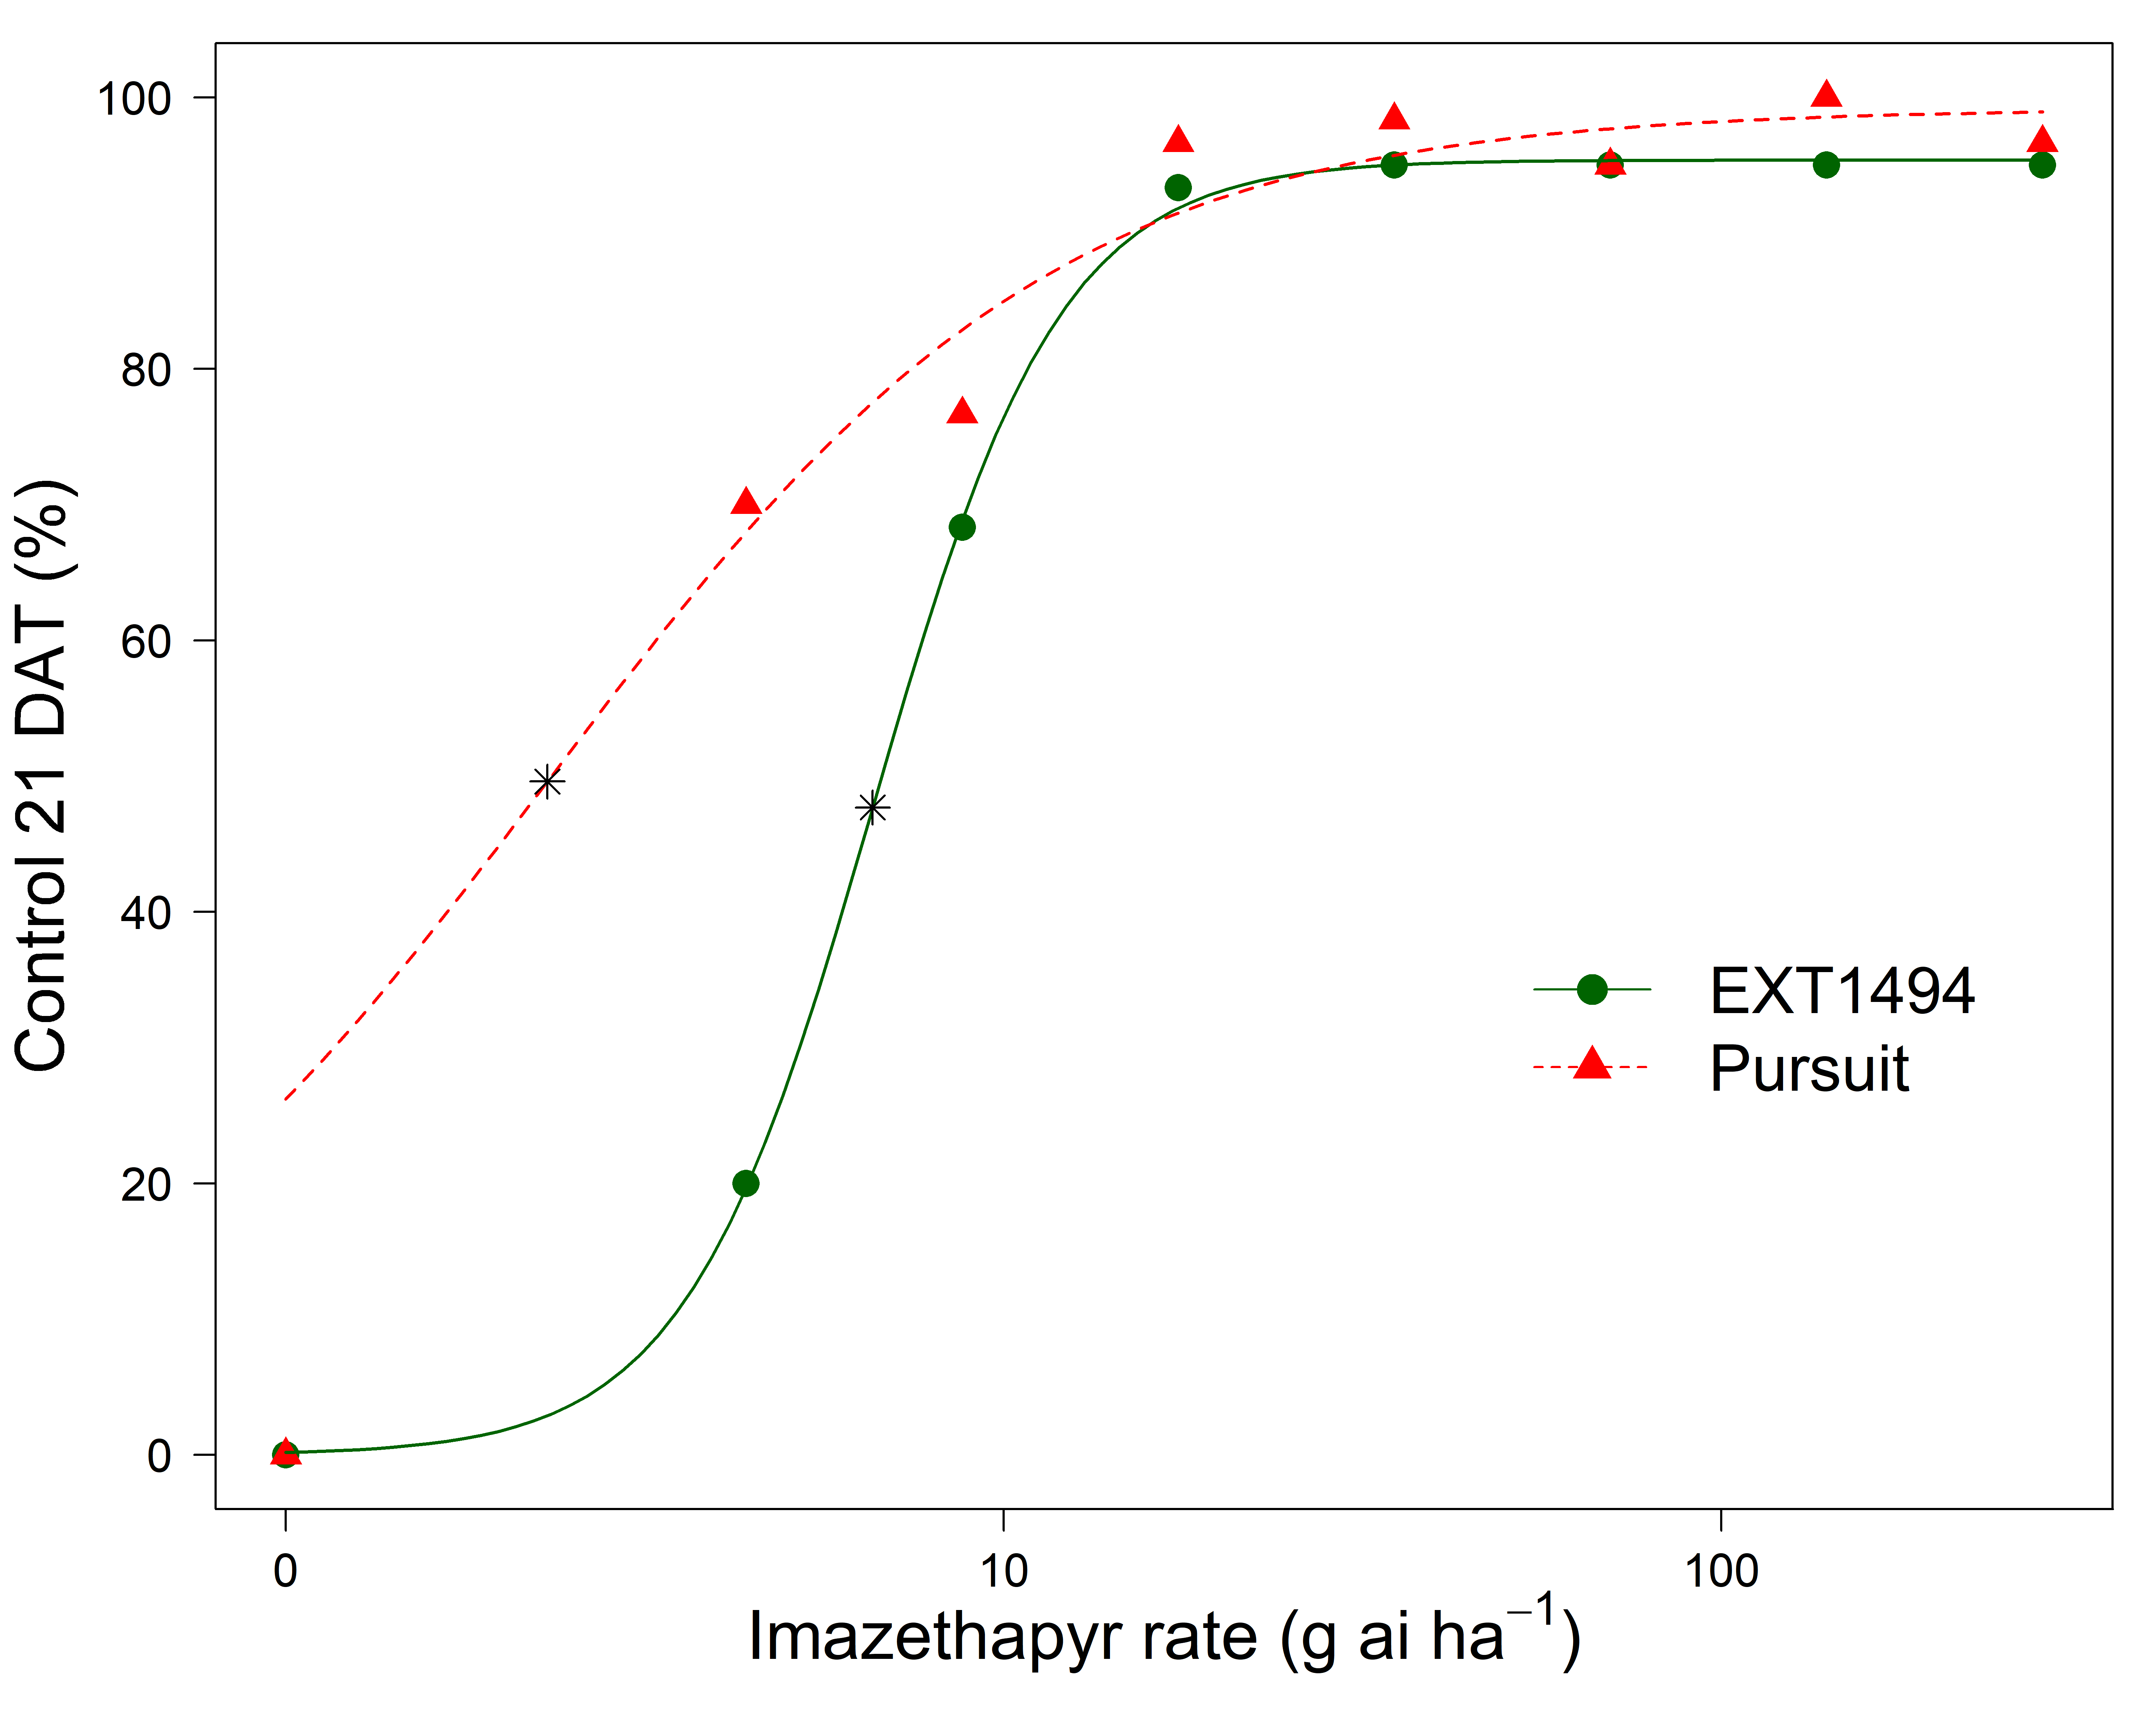 Control 21 DAT (%)
100
80
60
40
20
0
EXT1494
Pursuit
0 10 100
Imazethapyr rate (g ai ha⁻¹)